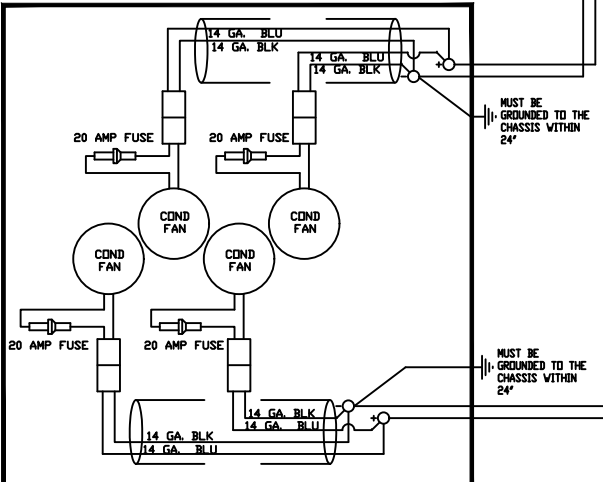 14 GA. BLU
14 GA. BLK
14 GA. BLU
14 GA. BLK
+
MUST BE
GROUNDED TO THE
CHASSIS WITHIN
24"
20 AMP FUSE
20 AMP FUSE
COND
FAN
COND
FAN
COND
FAN
COND
FAN
20 AMP FUSE
20 AMP FUSE
MUST BE
GROUNDED TO THE
CHASSIS WITHIN
24"
-
+
14 GA. BLK
14 GA. BLU
14 GA. BLK
14 GA. BLU